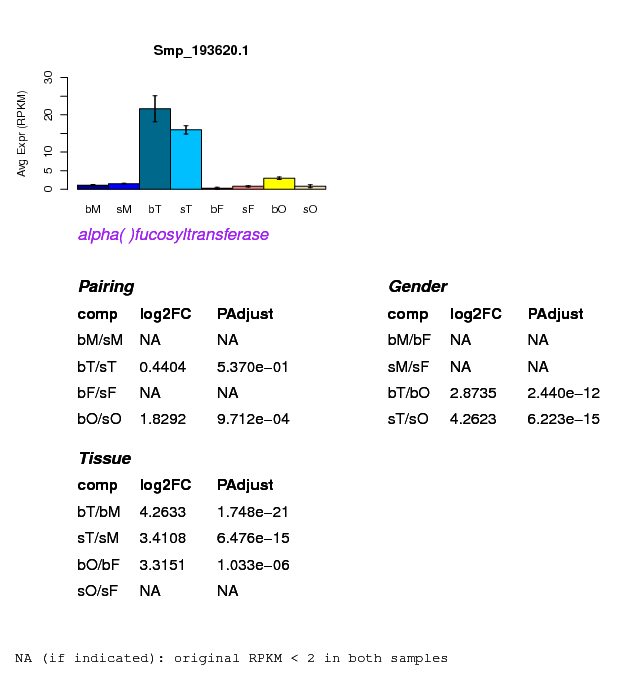 Smp_193620.1
Avg Expr (RPKM)
0 5 10 20 30
bM sM bT sT bF sF bO sO
alpha( )fucosyltransferase
Pairing
comp log2FC PAdjust
bM/sM NA NA
bT/sT 0.4404 5.370e−01
bF/sF NA NA
bO/sO 1.8292 9.712e−04
Gender
comp log2FC PAdjust
bM/bF NA NA
sM/sF NA NA
bT/bO 2.8735 2.440e−12
sT/sO 4.2623 6.223e−15
Tissue
comp log2FC PAdjust
bT/bM 4.2633 1.748e−21
sT/sM 3.4108 6.476e−15
bO/bF 3.3151 1.033e−06
sO/sF NA NA
NA (if indicated): original RPKM < 2 in both samples